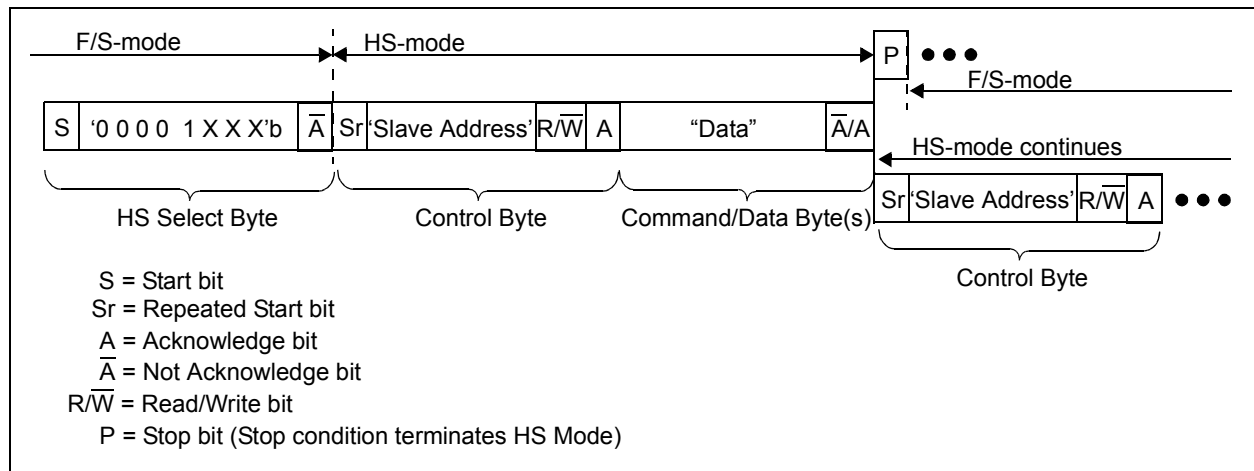 F/S-mode HS-mode
P
F/S-mode
S '0 0 0 0 1 X X X'b A̅ Sr 'Slave Address' R/W̅ A "Data" A̅/A
HS-mode continues
Sr 'Slave Address' R/W̅ A
HS Select Byte Control Byte Command/Data Byte(s)
Control Byte
S = Start bit
Sr = Repeated Start bit
A = Acknowledge bit
A̅ = Not Acknowledge bit
R/W̅ = Read/Write bit
P = Stop bit (Stop condition terminates HS Mode)